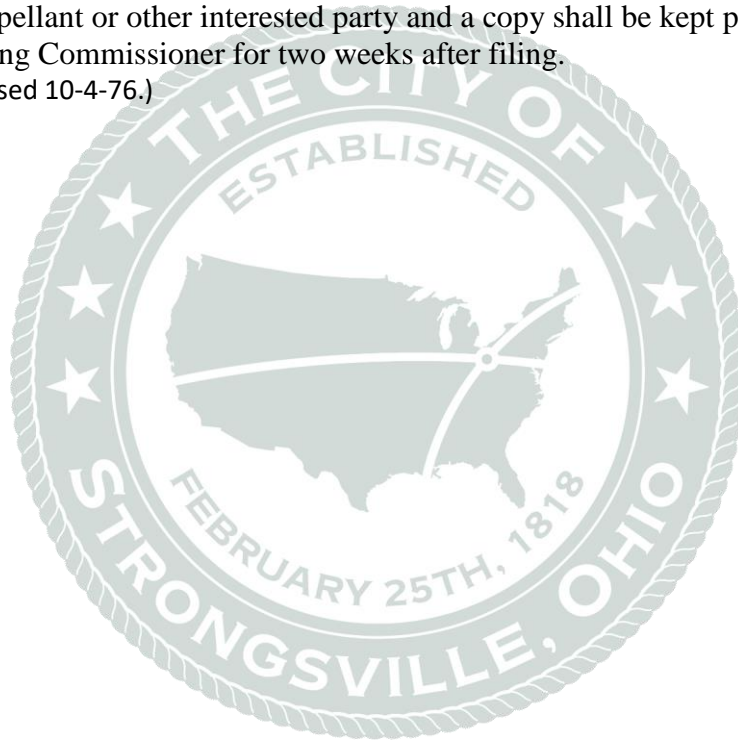 pellant or other interested party and a copy shall be kept p
ng Commissioner for two weeks after filing.
sed 10-4-76.)
THE CITY OF
ESTABLISHED
FEBRUARY 25TH, 1818
STRONGSVILLE, OHIO